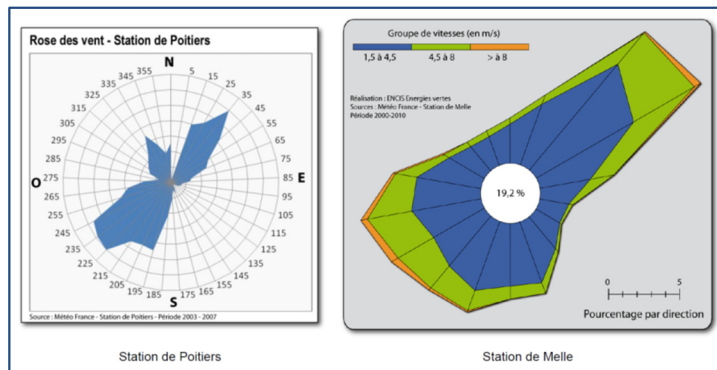 Rose des vent - Station de Poitiers
N
355
5
345
15
335
25
325
35
315
45
305
55
295
65
285
75
O
275
85
E
265
95
255
105
245
115
235
125
225
135
215
145
205
155
195
185
S
175
165
Source : Météo France - Station de Poitiers - Période 2003 - 2007
Station de Poitiers
Groupe de vitesses (en m/s)
1,5 à 4,5
4,5 à 8
> à 8
Réalisation : ENCIS Energies vertes
Sources : Météo France - Station de Melle
Période 2000-2010
19,2 %
0
5
Pourcentage par direction
Station de Melle